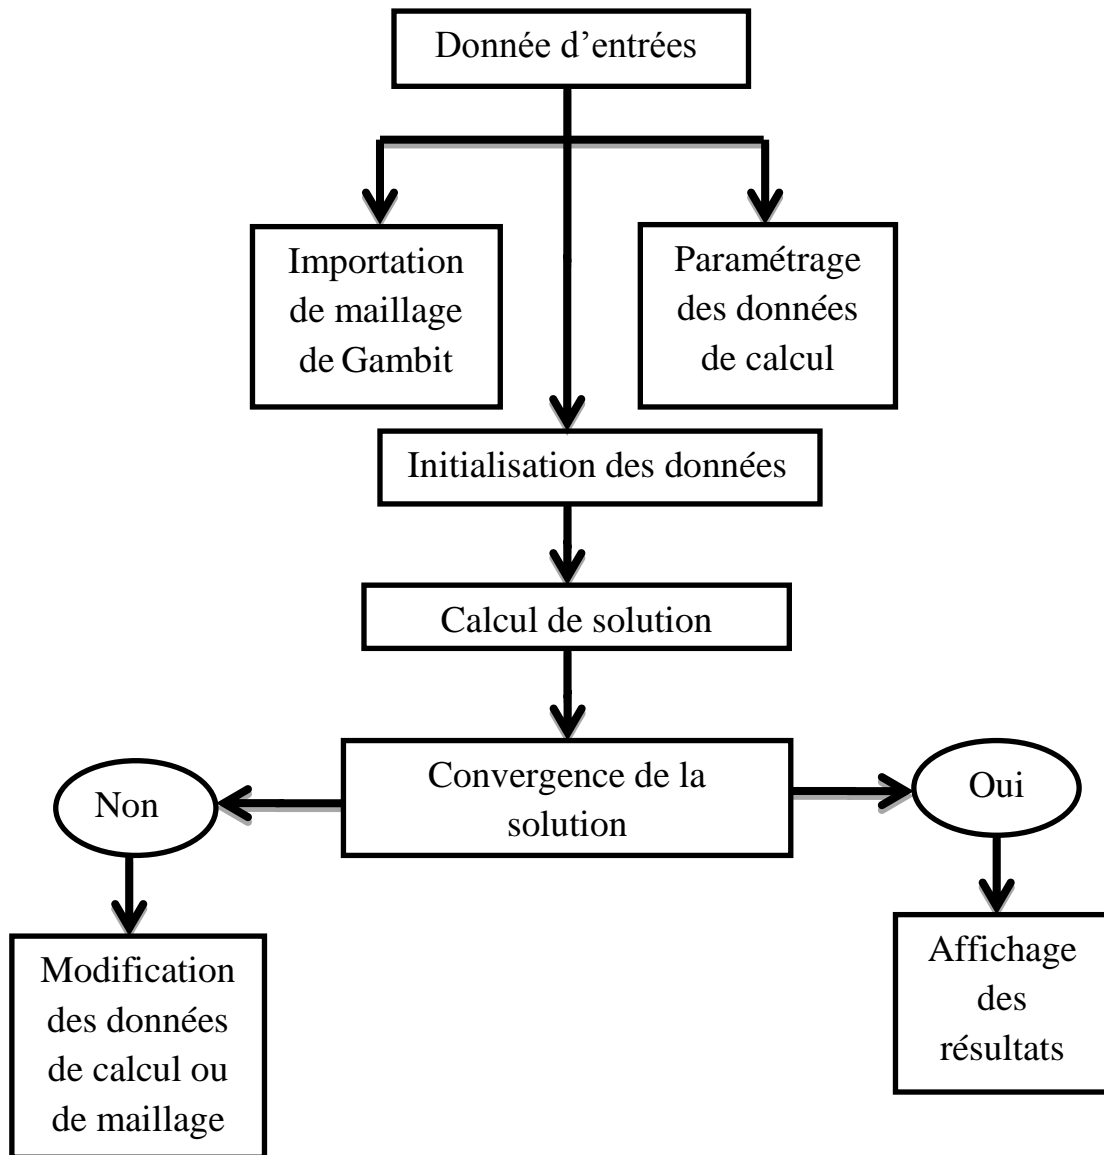 Donnée d’entrées
Importation
de maillage
de Gambit
Paramétrage
des données
de calcul
Initialisation des données
Calcul de solution
Convergence de la
solution
Non
Oui
Modification
des données
de calcul ou
de maillage
Affichage
des
résultats